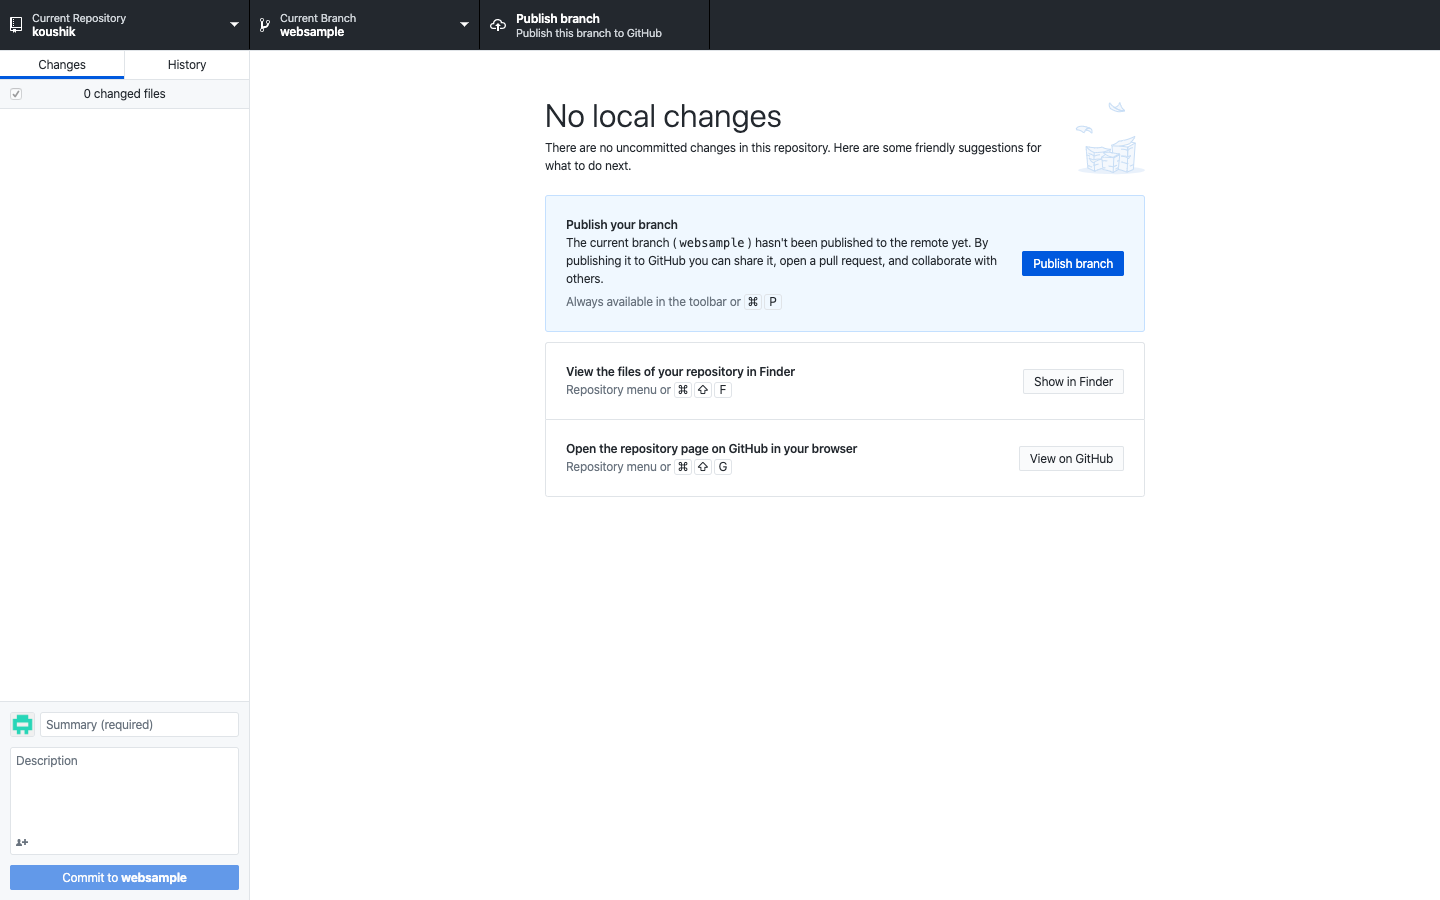 Current Repository
koushik
Current Branch
websample
Publish branch
Publish this branch to GitHub
Changes
History
0 changed files
No local changes
There are no uncommitted changes in this repository. Here are some friendly suggestions for
what to do next.
Publish your branch
The current branch ( websample ) hasn't been published to the remote yet. By
publishing it to GitHub you can share it, open a pull request, and collaborate with
others.
Always available in the toolbar or ⌘ P
Publish branch
View the files of your repository in Finder
Repository menu or ⌘ ⇧ F
Show in Finder
Open the repository page on GitHub in your browser
Repository menu or ⌘ ⇧ G
View on GitHub
Summary (required)
Description
Commit to websample